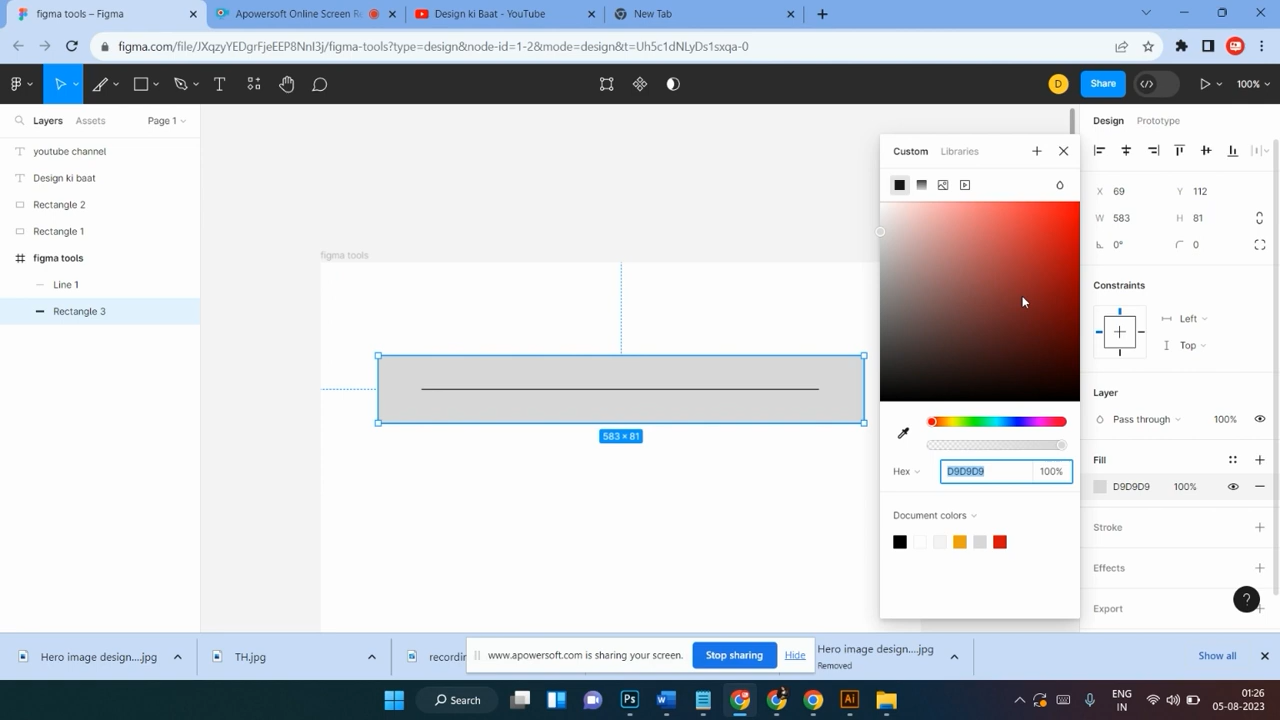 figma tools – Figma
Apowersoft Online Screen Re
Design ki Baat - YouTube
New Tab
figma.com/file/JXqzyYEDgrFjeEEP8NnI3j/figma-tools?type=design&node-id=1-2&mode=design&t=Uh5c1dNLyDs1sxqa-0
D
Share
100%
Layers
Assets
Page 1
Custom
Libraries
Design
Prototype
youtube channel
Design ki baat
Rectangle 2
Rectangle 1
figma tools
Line 1
Rectangle 3
figma tools
583 × 81
X 69
Y 112
W 583
H 81
0°
0
Constraints
Left
Top
Layer
Pass through
100%
Fill
D9D9D9
100%
Stroke
Effects
Export
Hex
D9D9D9
100%
Document colors
?
Hero image design....jpg
TH.jpg
recordin
www.apowersoft.com is sharing your screen.
Stop sharing
Hide
Hero image design....jpg
Removed
Show all
Search
ENG
IN
01:26
05-08-2023